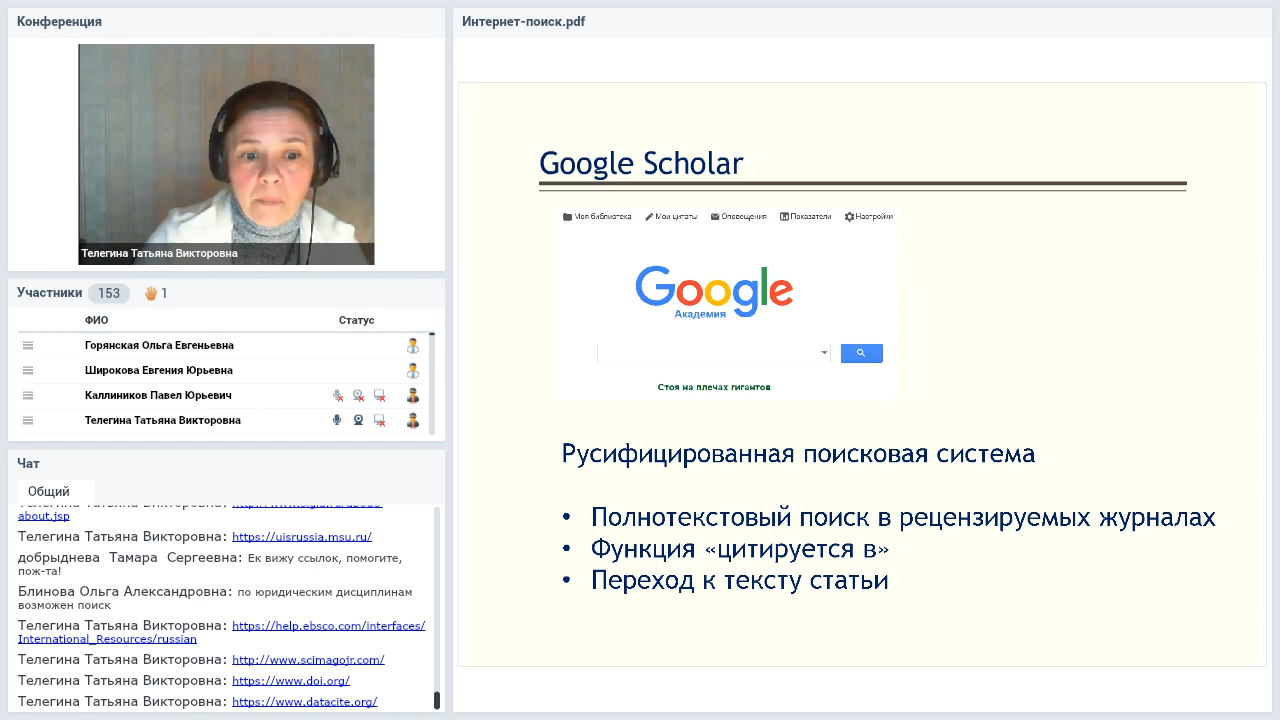 Конференция
Телегина Татьяна Викторовна
Участники 153 1
ФИО Статус
Горянская Ольга Евгеньевна
Широкова Евгения Юрьевна
Каллиников Павел Юрьевич
Телегина Татьяна Викторовна
Чат
Общий
about.jsp
Телегина Татьяна Викторовна: https://uisrussia.msu.ru/
добрыднева Тамара Сергеевна: Ек вижу ссылок, помогите,
пож-та!
Блинова Ольга Александровна: по юридическим дисциплинам
возможен поиск
Телегина Татьяна Викторовна: https://help.ebsco.com/interfaces/
International_Resources/russian
Телегина Татьяна Викторовна: http://www.scimagojr.com/
Телегина Татьяна Викторовна: https://www.doi.org/
Телегина Татьяна Викторовна: https://www.datacite.org/
Интернет-поиск.pdf
Google Scholar
Моя библиотека Мои цитаты Оповещения Показатели Настройки
Google
Академия
Стоя на плечах гигантов
Русифицированная поисковая система
• Полнотекстовый поиск в рецензируемых журналах
• Функция «цитируется в»
• Переход к тексту статьи